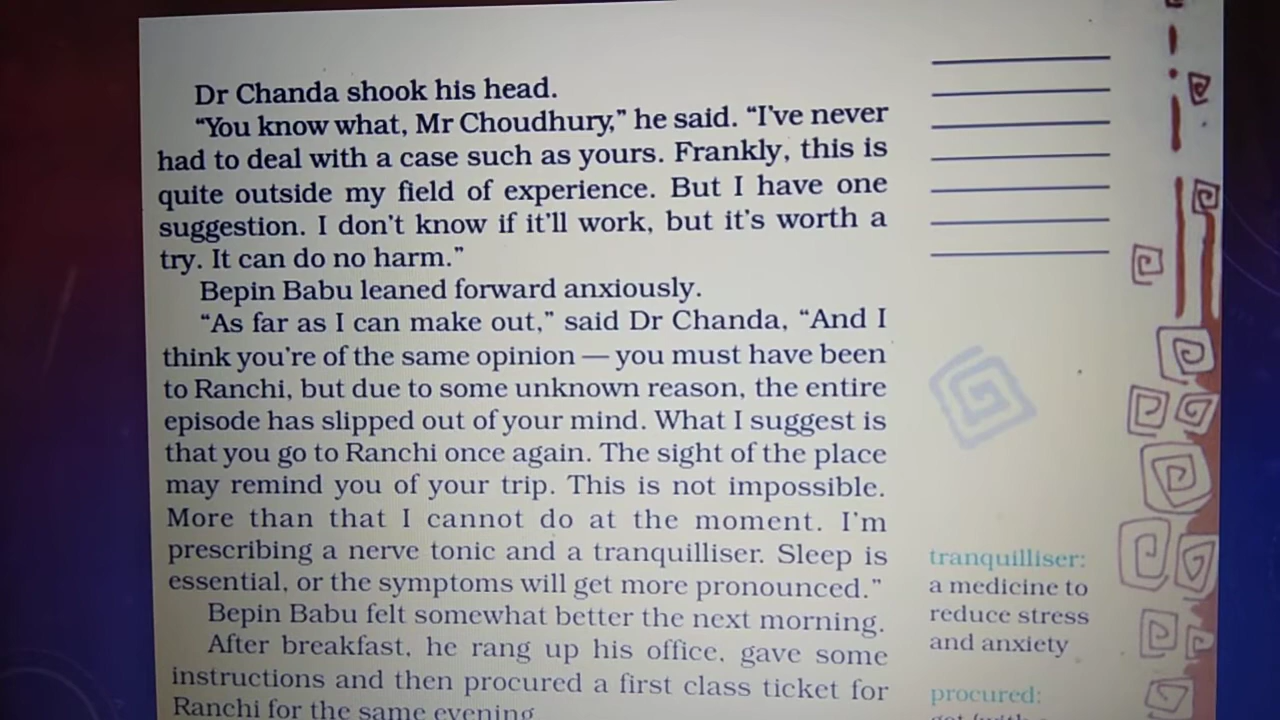 Dr Chanda shook his head.
“You know what, Mr Choudhury,” he said. “I’ve never
had to deal with a case such as yours. Frankly, this is
quite outside my field of experience. But I have one
suggestion. I don’t know if it’ll work, but it’s worth a
try. It can do no harm.”
Bepin Babu leaned forward anxiously.
“As far as I can make out,” said Dr Chanda, “And I
think you’re of the same opinion — you must have been
to Ranchi, but due to some unknown reason, the entire
episode has slipped out of your mind. What I suggest is
that you go to Ranchi once again. The sight of the place
may remind you of your trip. This is not impossible.
More than that I cannot do at the moment. I’m
prescribing a nerve tonic and a tranquilliser. Sleep is
essential, or the symptoms will get more pronounced.”
Bepin Babu felt somewhat better the next morning.
After breakfast, he rang up his office, gave some
instructions and then procured a first class ticket for
Ranchi for the same evening
tranquilliser:
a medicine to
reduce stress
and anxiety
procured: